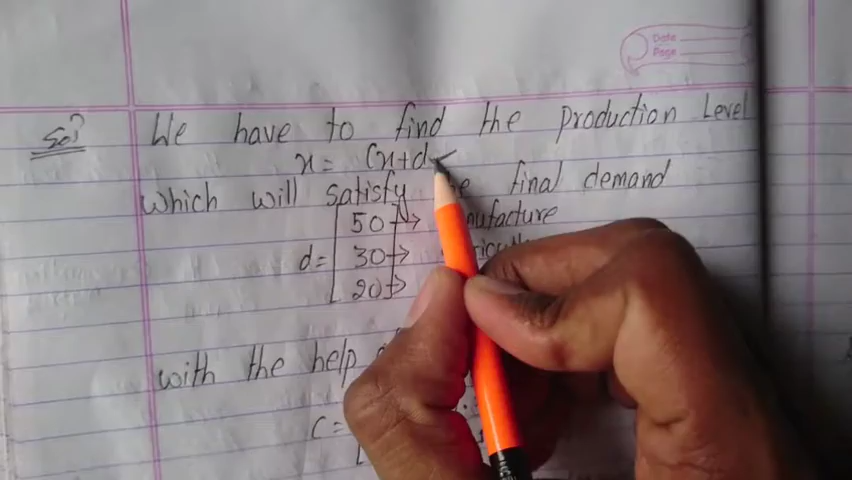 Date
Page
Sol? We have to find the production Level
x = Cx+d
which will satisfy final demand
50 →
d= 30 →
20 →
with the help
C=